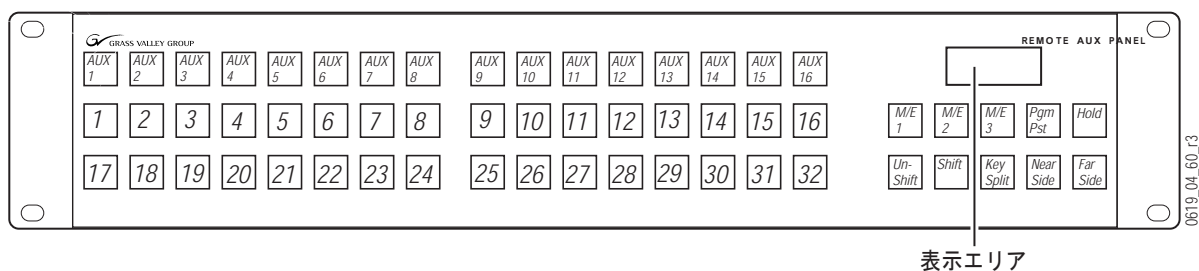 GV GRASS VALLEY GROUP
REMOTE AUX PANEL
AUX 1 AUX 2 AUX 3 AUX 4 AUX 5 AUX 6 AUX 7 AUX 8 AUX 9 AUX 10 AUX 11 AUX 12 AUX 13 AUX 14 AUX 15 AUX 16
1 2 3 4 5 6 7 8 9 10 11 12 13 14 15 16
M/E 1 M/E 2 M/E 3 Pgm Pst Hold
17 18 19 20 21 22 23 24 25 26 27 28 29 30 31 32
Un-Shift Shift Key Split Near Side Far Side
表示エリア
0619_04_60_r3